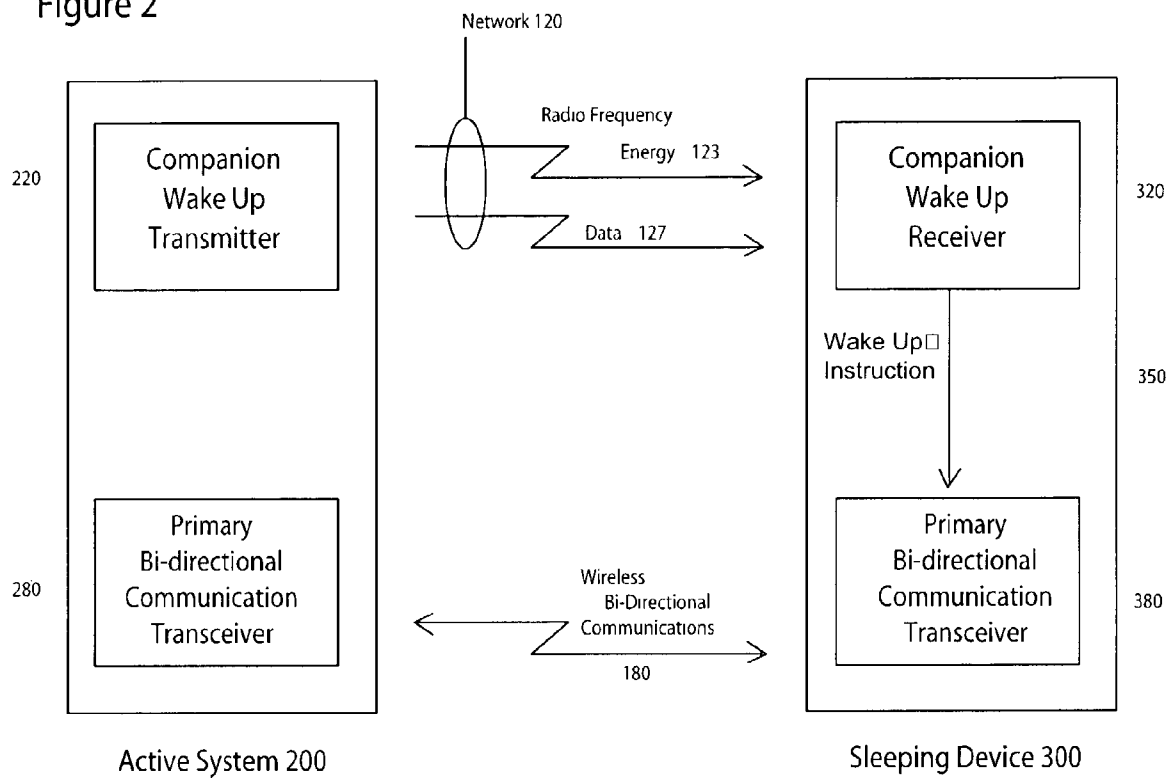 Figure 2
Network 120
Radio Frequency
Energy 123
Data 127
220
Companion
Wake Up
Transmitter
Companion
Wake Up
Receiver
320
Wake Up□
Instruction
350
280
Primary
Bi-directional
Communication
Transceiver
Wireless
Bi-Directional
Communications
180
Primary
Bi-directional
Communication
Transceiver
380
Active System 200
Sleeping Device 300